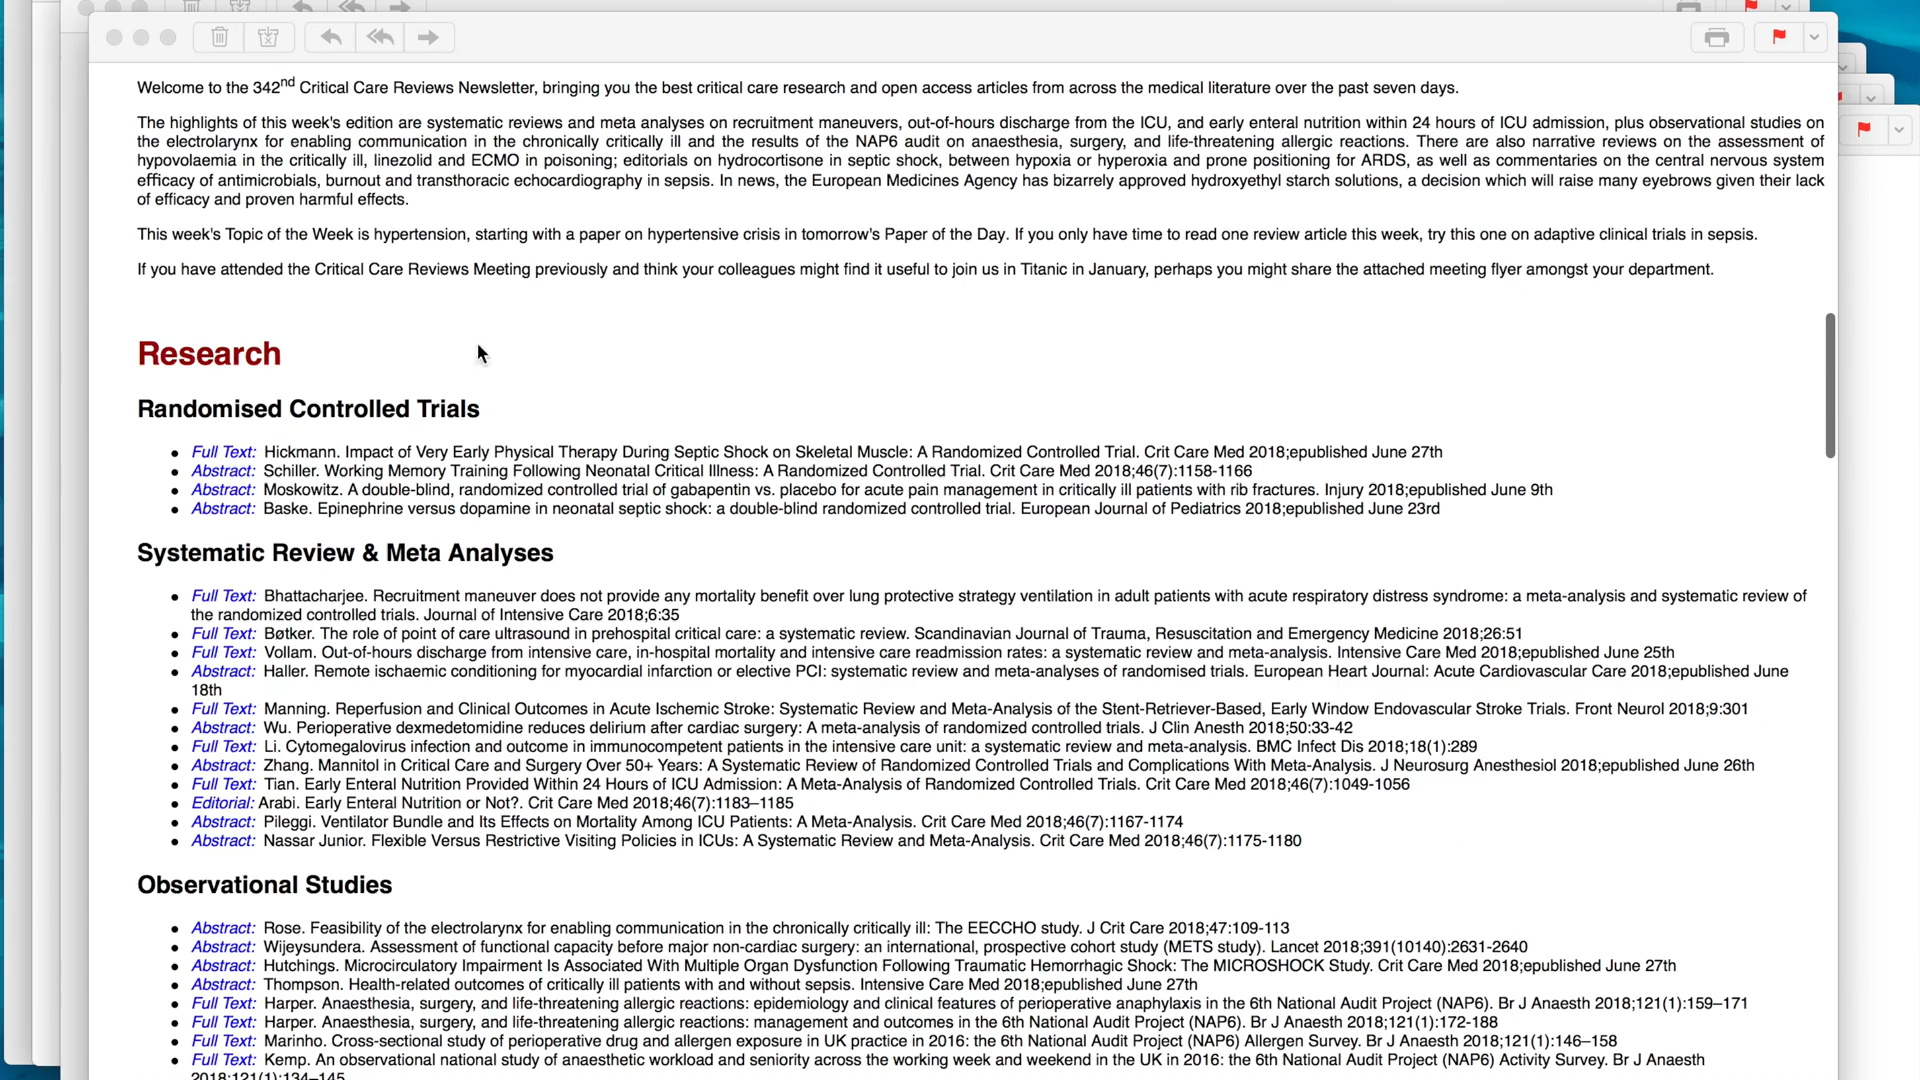 Welcome to the 342nd Critical Care Reviews Newsletter, bringing you the best critical care research and open access articles from across the medical literature over the past seven days.
The highlights of this week's edition are systematic reviews and meta analyses on recruitment maneuvers, out-of-hours discharge from the ICU, and early enteral nutrition within 24 hours of ICU admission, plus observational studies on
the electrolarynx for enabling communication in the chronically critically ill and the results of the NAP6 audit on anaesthesia, surgery, and life-threatening allergic reactions. There are also narrative reviews on the assessment of
hypovolaemia in the critically ill, linezolid and ECMO in poisoning; editorials on hydrocortisone in septic shock, between hypoxia or hyperoxia and prone positioning for ARDS, as well as commentaries on the central nervous system
efficacy of antimicrobials, burnout and transthoracic echocardiography in sepsis. In news, the European Medicines Agency has bizarrely approved hydroxyethyl starch solutions, a decision which will raise many eyebrows given their lack
of efficacy and proven harmful effects.
This week's Topic of the Week is hypertension, starting with a paper on hypertensive crisis in tomorrow's Paper of the Day. If you only have time to read one review article this week, try this one on adaptive clinical trials in sepsis.
If you have attended the Critical Care Reviews Meeting previously and think your colleagues might find it useful to join us in Titanic in January, perhaps you might share the attached meeting flyer amongst your department.
Research
Randomised Controlled Trials
• Full Text: Hickmann. Impact of Very Early Physical Therapy During Septic Shock on Skeletal Muscle: A Randomized Controlled Trial. Crit Care Med 2018;epublished June 27th
• Abstract: Schiller. Working Memory Training Following Neonatal Critical Illness: A Randomized Controlled Trial. Crit Care Med 2018;46(7):1158-1166
• Abstract: Moskowitz. A double-blind, randomized controlled trial of gabapentin vs. placebo for acute pain management in critically ill patients with rib fractures. Injury 2018;epublished June 9th
• Abstract: Baske. Epinephrine versus dopamine in neonatal septic shock: a double-blind randomized controlled trial. European Journal of Pediatrics 2018;epublished June 23rd
Systematic Review & Meta Analyses
• Full Text: Bhattacharjee. Recruitment maneuver does not provide any mortality benefit over lung protective strategy ventilation in adult patients with acute respiratory distress syndrome: a meta-analysis and systematic review of
the randomized controlled trials. Journal of Intensive Care 2018;6:35
• Full Text: Bøtker. The role of point of care ultrasound in prehospital critical care: a systematic review. Scandinavian Journal of Trauma, Resuscitation and Emergency Medicine 2018;26:51
• Full Text: Vollam. Out-of-hours discharge from intensive care, in-hospital mortality and intensive care readmission rates: a systematic review and meta-analysis. Intensive Care Med 2018;epublished June 25th
• Abstract: Haller. Remote ischaemic conditioning for myocardial infarction or elective PCI: systematic review and meta-analyses of randomised trials. European Heart Journal: Acute Cardiovascular Care 2018;epublished June
18th
• Full Text: Manning. Reperfusion and Clinical Outcomes in Acute Ischemic Stroke: Systematic Review and Meta-Analysis of the Stent-Retriever-Based, Early Window Endovascular Stroke Trials. Front Neurol 2018;9:301
• Abstract: Wu. Perioperative dexmedetomidine reduces delirium after cardiac surgery: A meta-analysis of randomized controlled trials. J Clin Anesth 2018;50:33-42
• Full Text: Li. Cytomegalovirus infection and outcome in immunocompetent patients in the intensive care unit: a systematic review and meta-analysis. BMC Infect Dis 2018;18(1):289
• Abstract: Zhang. Mannitol in Critical Care and Surgery Over 50+ Years: A Systematic Review of Randomized Controlled Trials and Complications With Meta-Analysis. J Neurosurg Anesthesiol 2018;epublished June 26th
• Full Text: Tian. Early Enteral Nutrition Provided Within 24 Hours of ICU Admission: A Meta-Analysis of Randomized Controlled Trials. Crit Care Med 2018;46(7):1049-1056
• Editorial: Arabi. Early Enteral Nutrition or Not?. Crit Care Med 2018;46(7):1183–1185
• Abstract: Pileggi. Ventilator Bundle and Its Effects on Mortality Among ICU Patients: A Meta-Analysis. Crit Care Med 2018;46(7):1167-1174
• Abstract: Nassar Junior. Flexible Versus Restrictive Visiting Policies in ICUs: A Systematic Review and Meta-Analysis. Crit Care Med 2018;46(7):1175-1180
Observational Studies
• Abstract: Rose. Feasibility of the electrolarynx for enabling communication in the chronically critically ill: The EECCHO study. J Crit Care 2018;47:109-113
• Abstract: Wijeysundera. Assessment of functional capacity before major non-cardiac surgery: an international, prospective cohort study (METS study). Lancet 2018;391(10140):2631-2640
• Abstract: Hutchings. Microcirculatory Impairment Is Associated With Multiple Organ Dysfunction Following Traumatic Hemorrhagic Shock: The MICROSHOCK Study. Crit Care Med 2018;epublished June 27th
• Abstract: Thompson. Health-related outcomes of critically ill patients with and without sepsis. Intensive Care Med 2018;epublished June 27th
• Full Text: Harper. Anaesthesia, surgery, and life-threatening allergic reactions: epidemiology and clinical features of perioperative anaphylaxis in the 6th National Audit Project (NAP6). Br J Anaesth 2018;121(1):159–171
• Full Text: Harper. Anaesthesia, surgery, and life-threatening allergic reactions: management and outcomes in the 6th National Audit Project (NAP6). Br J Anaesth 2018;121(1):172-188
• Full Text: Marinho. Cross-sectional study of perioperative drug and allergen exposure in UK practice in 2016: the 6th National Audit Project (NAP6) Allergen Survey. Br J Anaesth 2018;121(1):146–158
• Full Text: Kemp. An observational national study of anaesthetic workload and seniority across the working week and weekend in the UK in 2016: the 6th National Audit Project (NAP6) Activity Survey. Br J Anaesth
2018;121(1):134–145